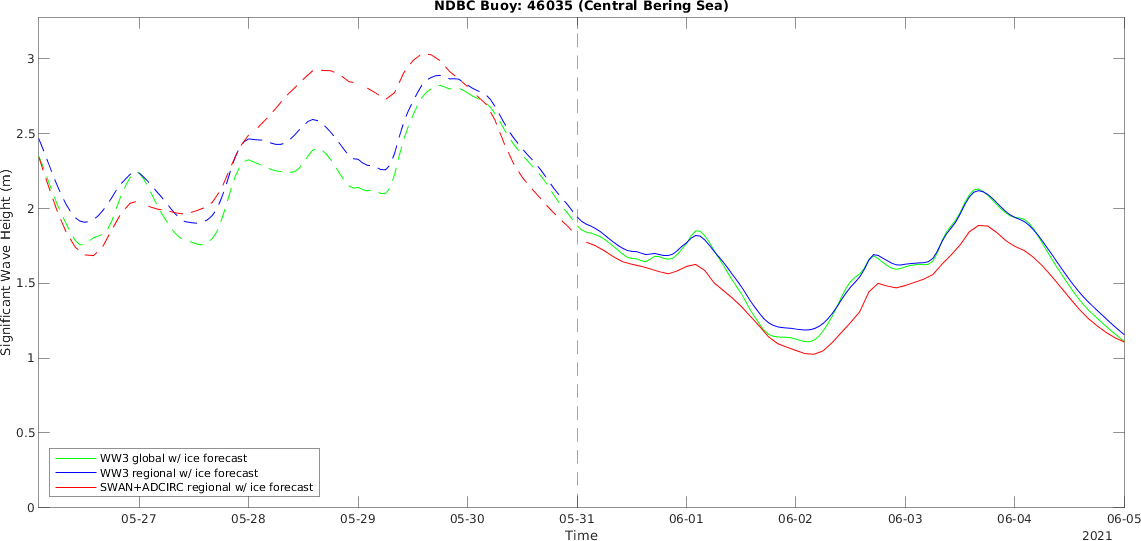 NDBC Buoy: 46035 (Central Bering Sea)
Significant Wave Height (m)
3
2.5
2
1.5
1
0.5
0
WW3 global w/ ice forecast
WW3 regional w/ ice forecast
SWAN+ADCIRC regional w/ ice forecast
05-27 05-28 05-29 05-30 05-31 06-01 06-02 06-03 06-04 06-05
Time
2021